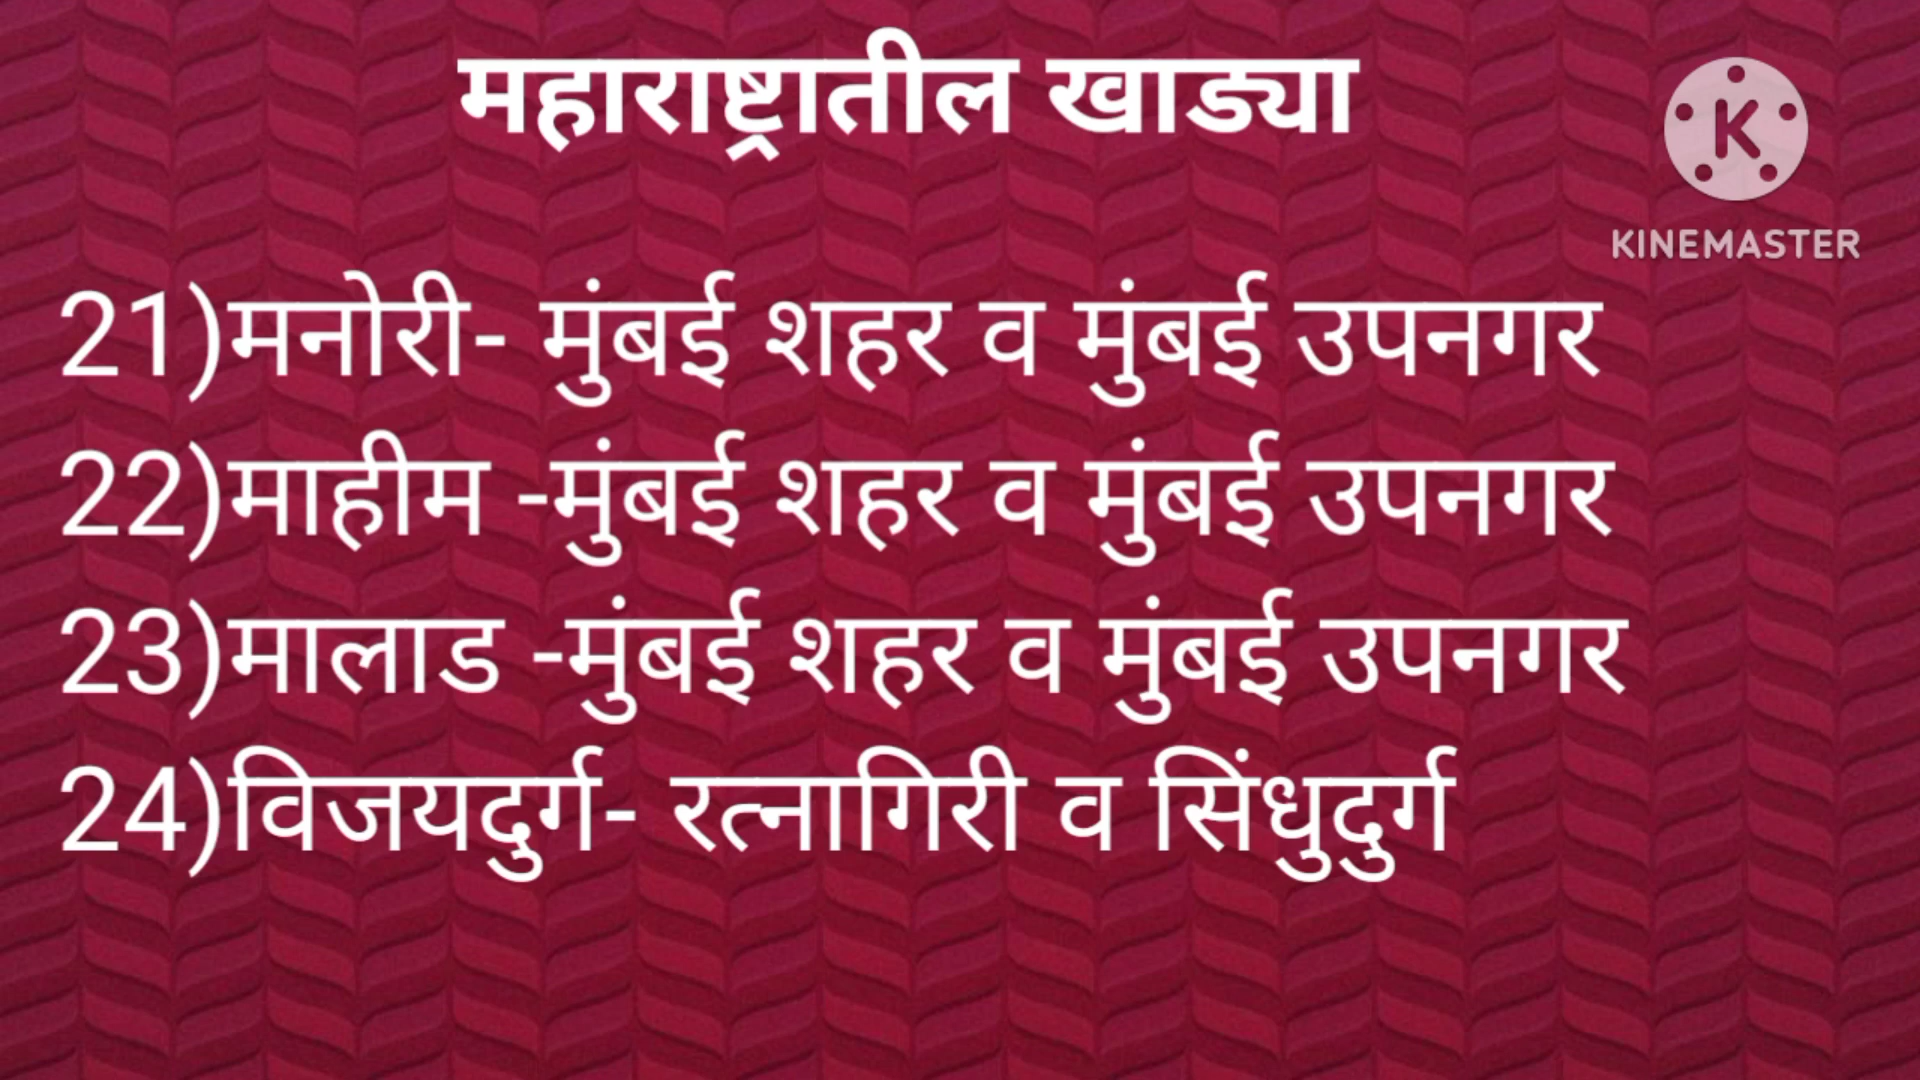 महाराष्ट्रातील खाड्या
KINEMASTER
21)मनोरी- मुंबई शहर व मुंबई उपनगर
22)माहीम -मुंबई शहर व मुंबई उपनगर
23)मालाड -मुंबई शहर व मुंबई उपनगर
24)विजयदुर्ग- रत्नागिरी व सिंधुदुर्ग